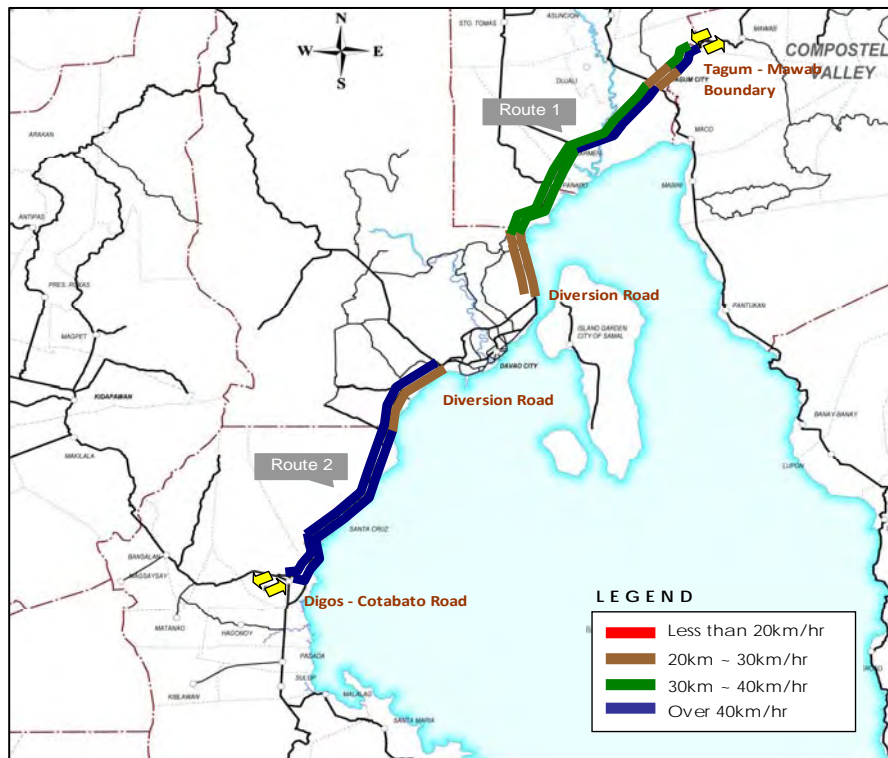 N
W E
S
STO. TOMAS
ASUNCION
MAWAB
COMPOSTEL
VALLEY
Tagum - Mawab
Boundary
TAGUM CITY
DUJALI
Route 1
ARAKAN
MACO
CARMEN
PANABO
MABINI
ANTIPAS
PRES. ROXAS
Diversion Road
PANTUKAN
MAGPET
ISLAND GARDEN
CITY OF SAMAL
DAVAO CITY
KIDAPAWAN
Diversion Road
BANAY-BANAY
MAKILALA
Route 2
LUPON
SANTA CRUZ
BANSALAN
MAGSAYSAY
Digos - Cotabato Road
MATANAO
HAGONOY
PADADA
SULOP
KIBLAWAN
MALALAG
SANTA MARIA
LEGEND
Less than 20km/hr
20km ~ 30km/hr
30km ~ 40km/hr
Over 40km/hr